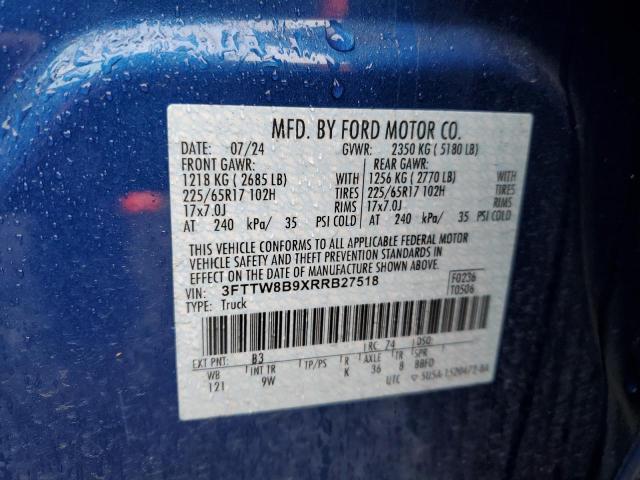 MFD. BY FORD MOTOR CO.
DATE: 07/24 GVWR: 2350 KG ( 5180 LB)
FRONT GAWR: REAR GAWR:
1218 KG ( 2685 LB) WITH 1256 KG ( 2770 LB) WITH
225/65R17 102H TIRES 225/65R17 102H TIRES
17x7.0J RIMS 17x7.0J RIMS
AT 240 kPa/ 35 PSI COLD AT 240 kPa/ 35 PSI COLD
THIS VEHICLE CONFORMS TO ALL APPLICABLE FEDERAL MOTOR
VEHICLE SAFETY AND THEFT PREVENTION STANDARDS IN
EFFECT ON THE DATE OF MANUFACTURE SHOWN ABOVE.
VIN: 3FTTW8B9XRRB27518 F0236
TYPE: Truck T0506
EXT PNT: B3 RC: 74 DSO:
WB INT TR TP/PS R AXLE TR SPR
121 9W K 36 8 BBFD
UTC 5U5A-1520472-BA